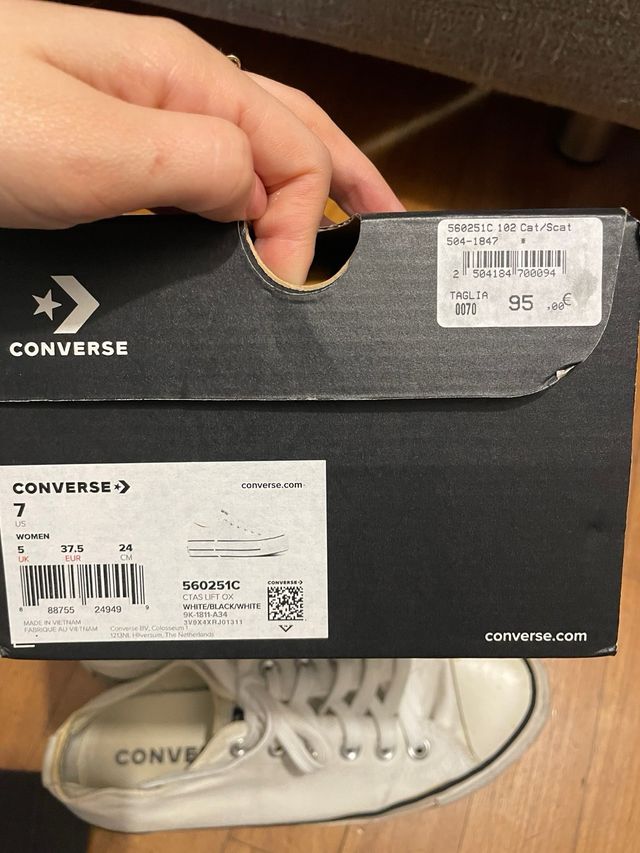 560251C 102 Cat/Scat
504-1847 *
2 504184 700094
TAGLIA
0070
95 ,00€
CONVERSE
CONVERSE
converse.com
7
US
WOMEN
5 37.5 24
UK EUR CM
8 88755 24949 9
MADE IN VIETNAM
FABRIQUÉ AU VIETNAM
Converse BV, Colosseum 1
1213NL Hilversum, The Netherlands
560251C
CTAS LIFT OX
WHITE/BLACK/WHITE
9K-1811-A34
3V0X4XRJ01311
CONVERSE
converse.com
CONVE